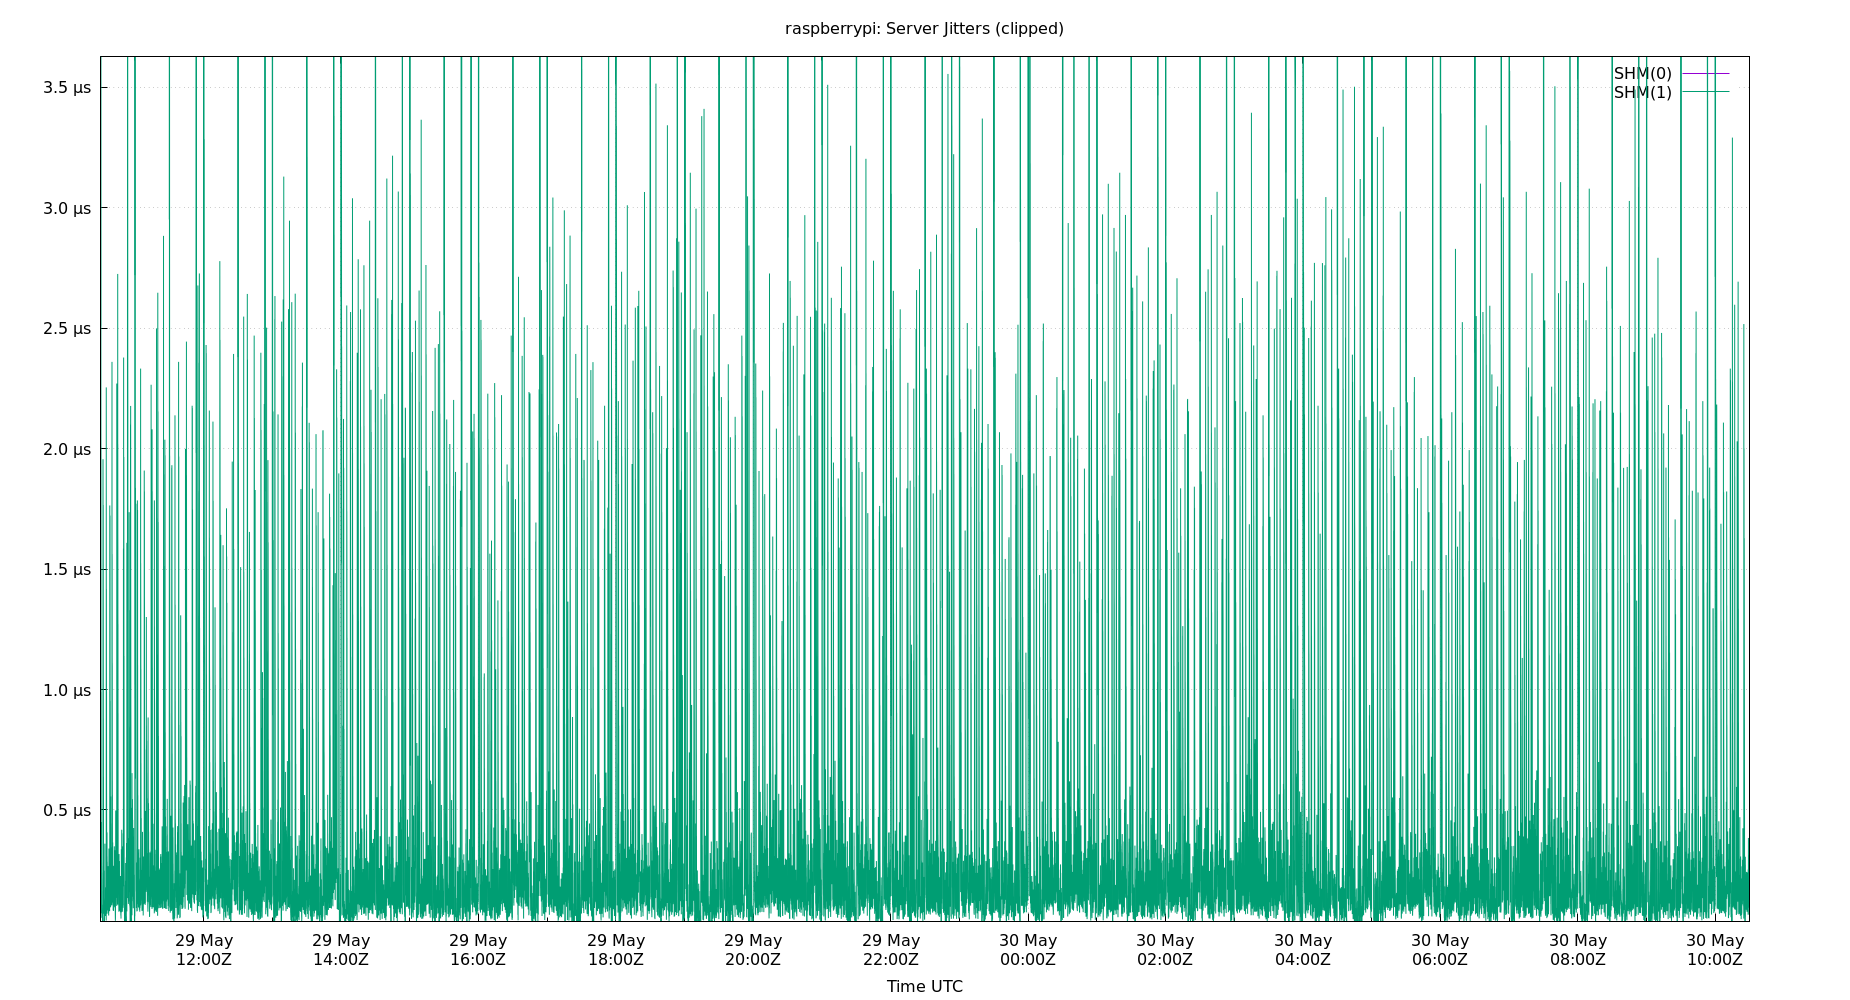 raspberrypi: Server Jitters (clipped)
SHM(0)
SHM(1)
3.5 µs
3.0 µs
2.5 µs
2.0 µs
1.5 µs
1.0 µs
0.5 µs
29 May 29 May 29 May 29 May 29 May 29 May 30 May 30 May 30 May 30 May 30 May 30 May
12:00Z 14:00Z 16:00Z 18:00Z 20:00Z 22:00Z 00:00Z 02:00Z 04:00Z 06:00Z 08:00Z 10:00Z
Time UTC